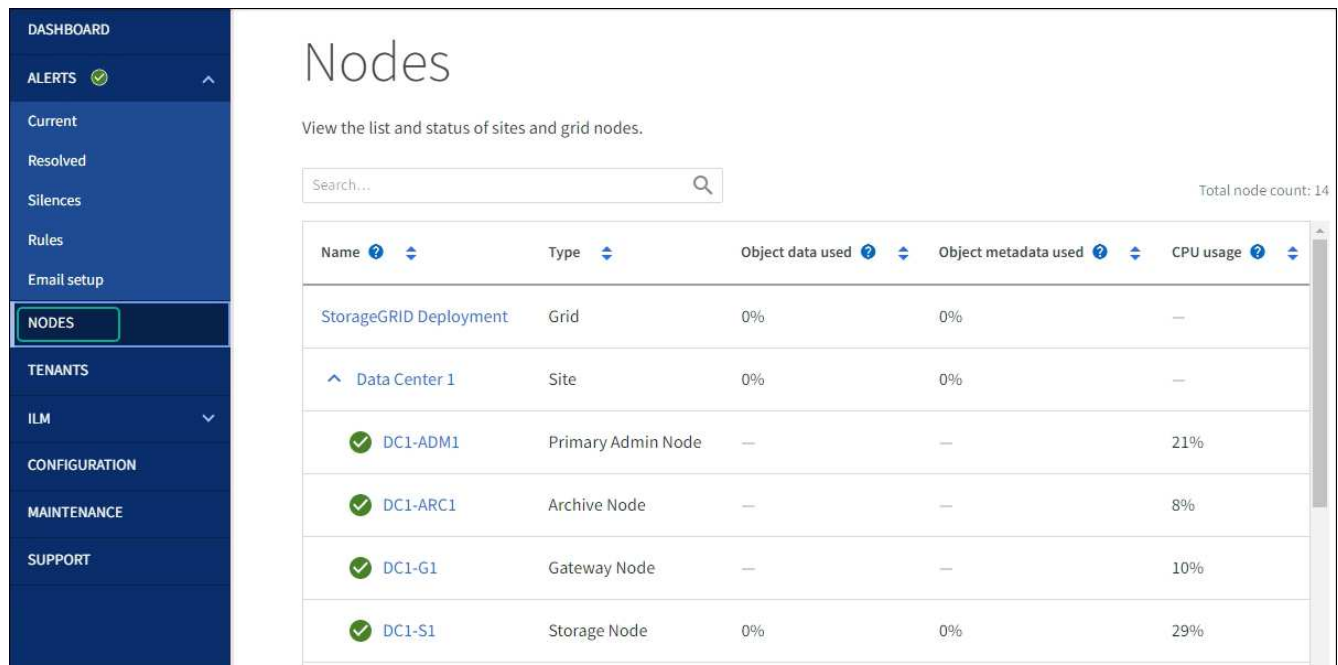 DASHBOARD
ALERTS
Current
Resolved
Silences
Rules
Email setup
NODES
TENANTS
ILM
CONFIGURATION
MAINTENANCE
SUPPORT
Nodes
View the list and status of sites and grid nodes.
Search...
Total node count: 14
Name ? Type Object data used ? Object metadata used ? CPU usage ?
StorageGRID Deployment Grid 0% 0% —
Data Center 1 Site 0% 0% —
DC1-ADM1 Primary Admin Node — — 21%
DC1-ARC1 Archive Node — — 8%
DC1-G1 Gateway Node — — 10%
DC1-S1 Storage Node 0% 0% 29%